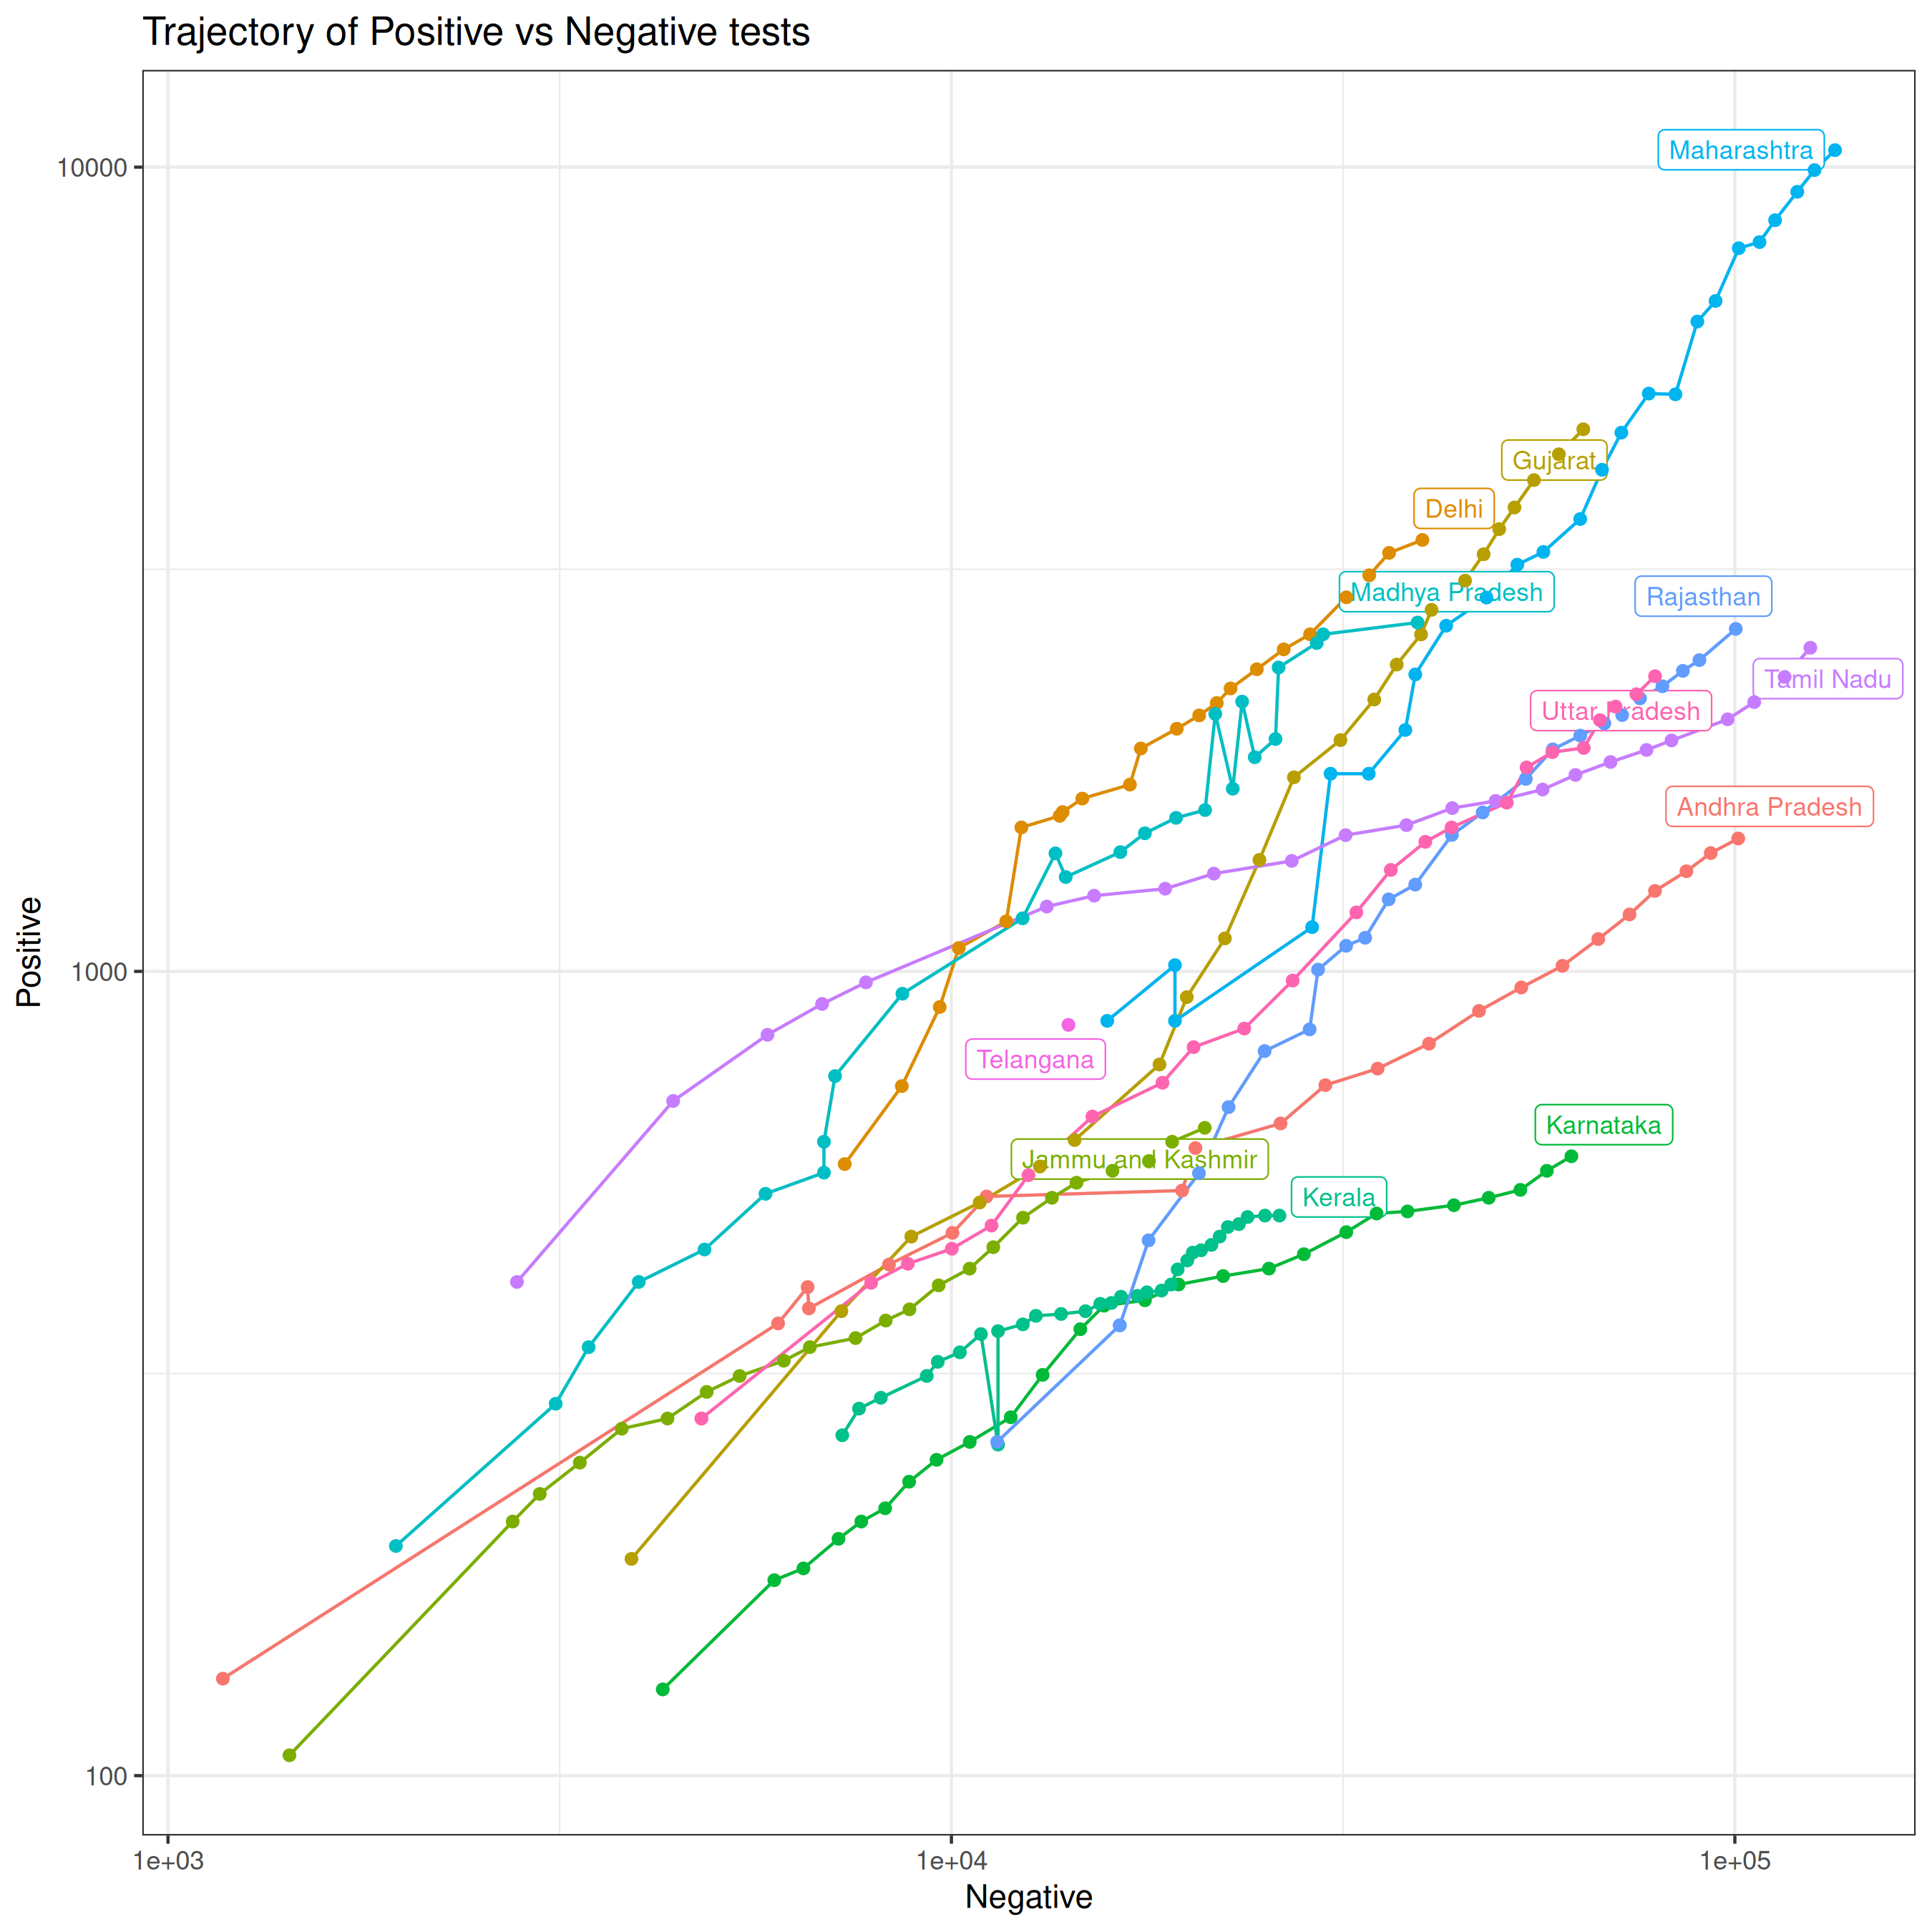 Trajectory of Positive vs Negative tests
Positive
10000
1000
100
Maharashtra
Gujarat
Delhi
Madhya Pradesh
Rajasthan
Tamil Nadu
Uttar Pradesh
Andhra Pradesh
Telangana
Karnataka
Jammu and Kashmir
Kerala
1e+03
1e+04
1e+05
Negative